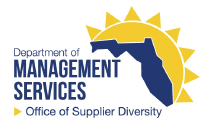 Department of
MANAGEMENT
SERVICES
Office of Supplier Diversity